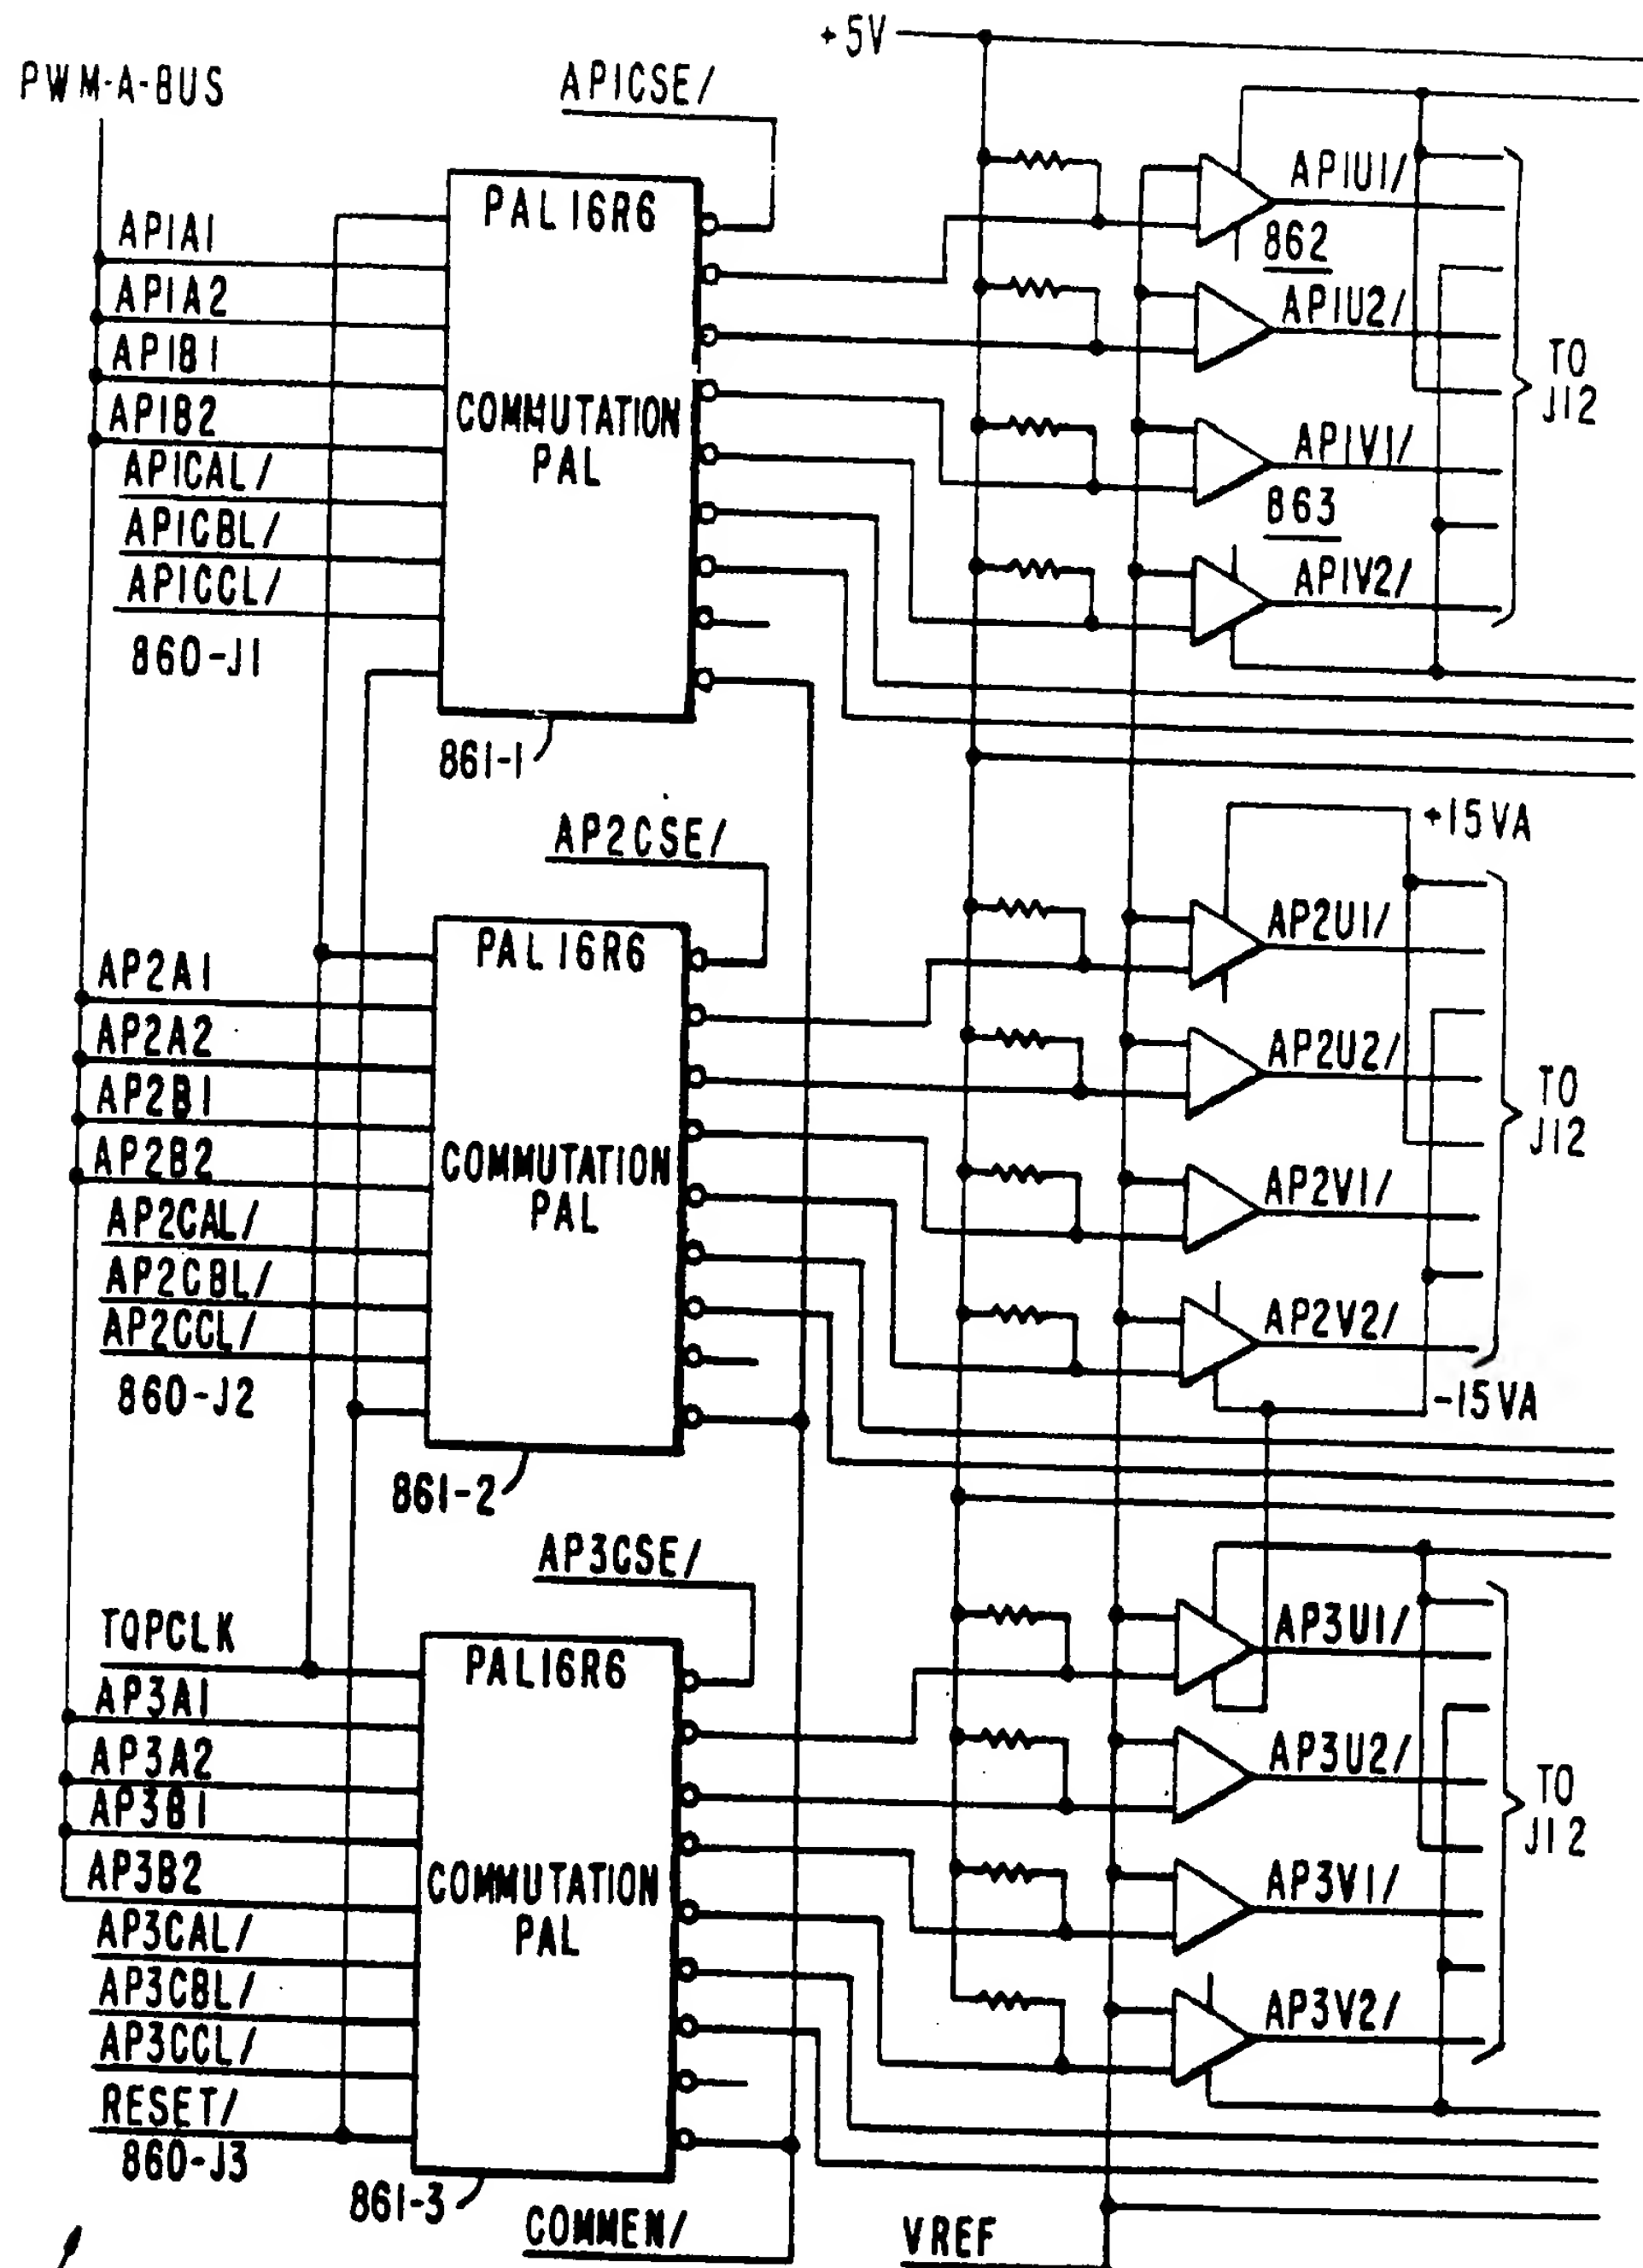 +5V
PWM-A-BUS
AP1CSE/
PAL16R6
AP1A1
AP1A2
AP1B1
AP1B2
AP1CAL/
AP1CBL/
AP1CCL/
860-J1
COMMUTATION
PAL
861-1
AP1U1/
862
AP1U2/
AP1V1/
863
AP1V2/
TO
J12
AP2CSE/
PAL16R6
AP2A1
AP2A2
AP2B1
AP2B2
AP2CAL/
AP2CBL/
AP2CCL/
860-J2
COMMUTATION
PAL
861-2
+15VA
AP2U1/
AP2U2/
AP2V1/
AP2V2/
-15VA
TO
J12
AP3CSE/
PAL16R6
TQPCLK
AP3A1
AP3A2
AP3B1
AP3B2
AP3CAL/
AP3CBL/
AP3CCL/
RESET/
860-J3
COMMUTATION
PAL
861-3
AP3U1/
AP3U2/
AP3V1/
AP3V2/
TO
J12
COMMEN/
VREF